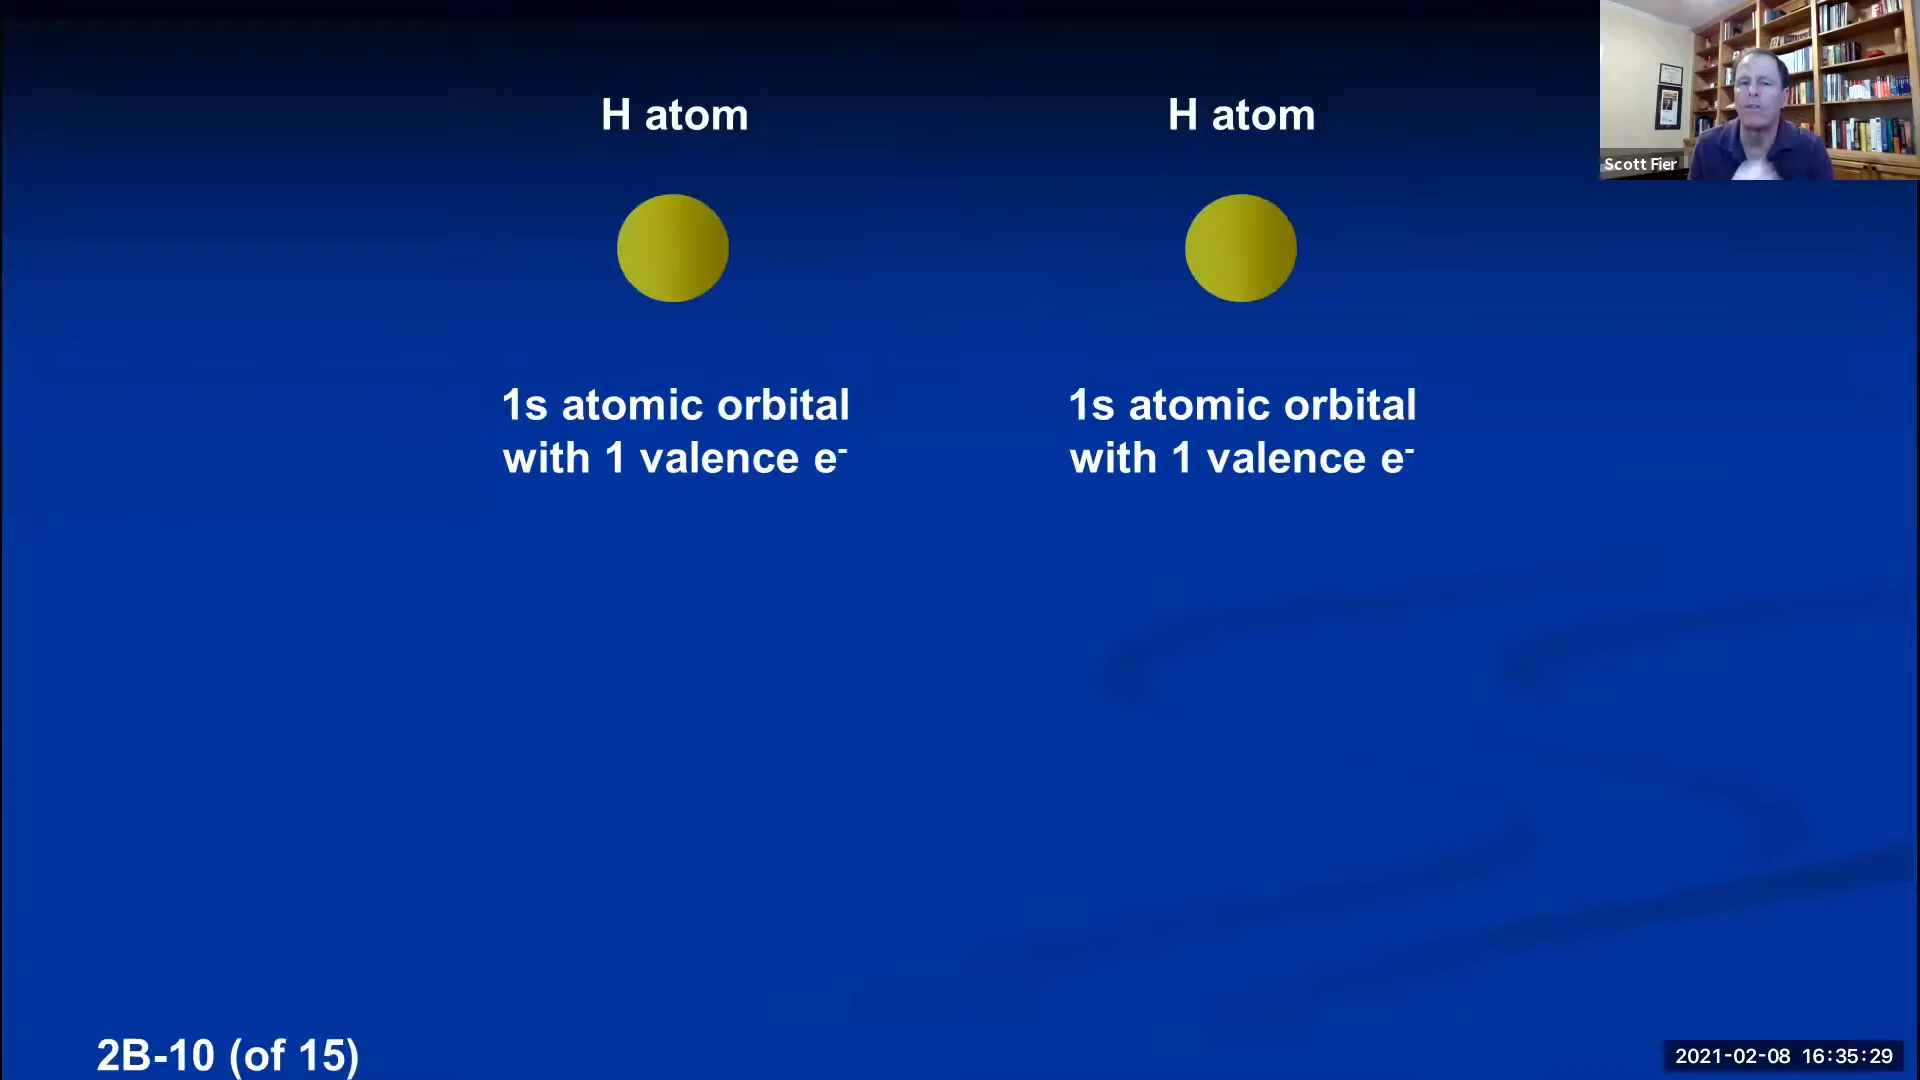 H atom
H atom
Scott Fier
1s atomic orbital
with 1 valence e⁻
1s atomic orbital
with 1 valence e⁻
2B-10 (of 15)
2021-02-08 16:35:29